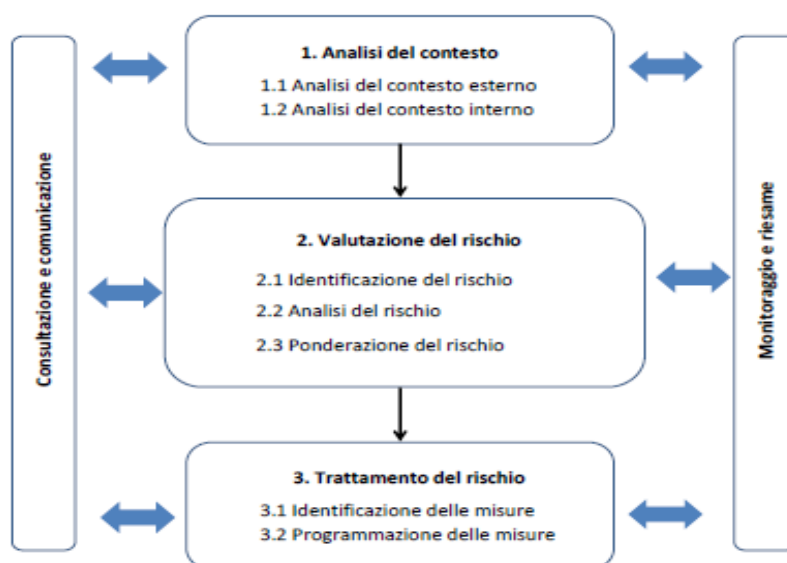 Consultazione e comunicazione
1. Analisi del contesto
1.1 Analisi del contesto esterno
1.2 Analisi del contesto interno
2. Valutazione del rischio
2.1 Identificazione del rischio
2.2 Analisi del rischio
2.3 Ponderazione del rischio
3. Trattamento del rischio
3.1 Identificazione delle misure
3.2 Programmazione delle misure
Monitoraggio e riesame